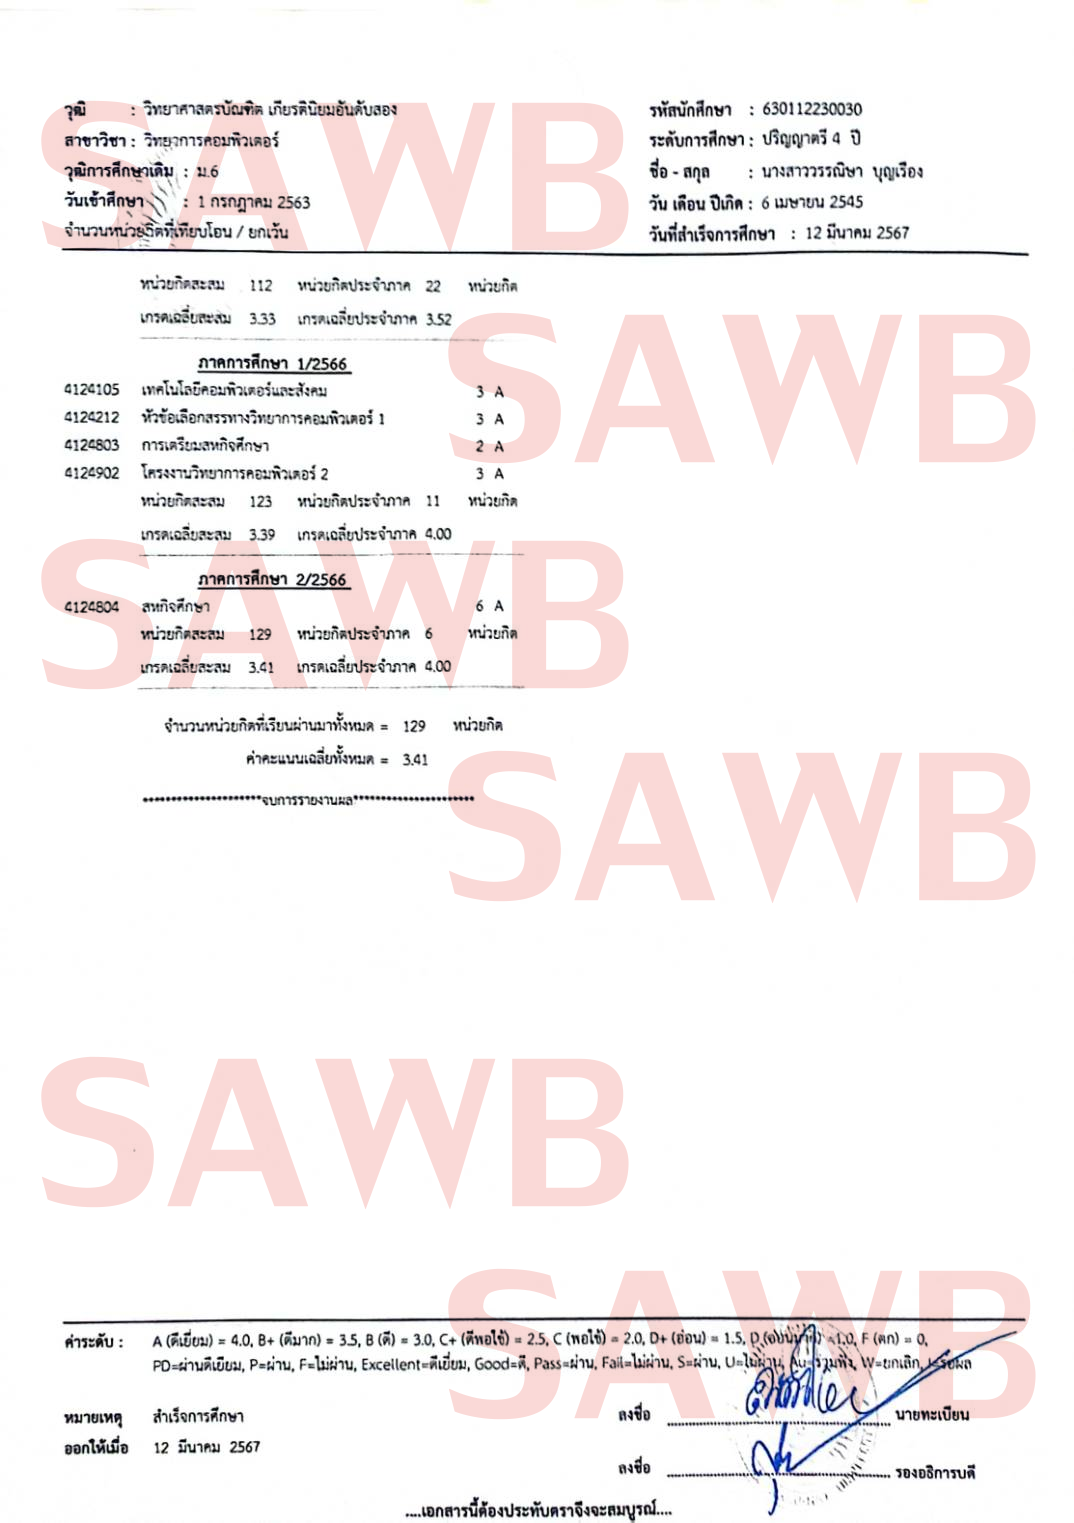 วุฒิ : วิทยาศาสตรบัณฑิต เกียรตินิยมอันดับสอง
สาขาวิชา : วิทยาการคอมพิวเตอร์
วุฒิการศึกษาเดิม : ม.6
วันเข้าศึกษา : 1 กรกฎาคม 2563
จำนวนหน่วยกิตที่เทียบโอน / ยกเว้น
รหัสนักศึกษา : 630112230030
ระดับการศึกษา : ปริญญาตรี 4 ปี
ชื่อ - สกุล : นางสาววรรณิษา บุญเรือง
วัน เดือน ปีเกิด : 6 เมษายน 2545
วันที่สำเร็จการศึกษา : 12 มีนาคม 2567
หน่วยกิตสะสม 112 หน่วยกิตประจำภาค 22 หน่วยกิต
เกรดเฉลี่ยสะสม 3.33 เกรดเฉลี่ยประจำภาค 3.52
ภาคการศึกษา 1/2566
4124105 เทคโนโลยีคอมพิวเตอร์และสังคม 3 A
4124212 หัวข้อเลือกสรรทางวิทยาการคอมพิวเตอร์ 1 3 A
4124803 การเตรียมสหกิจศึกษา 2 A
4124902 โครงงานวิทยาการคอมพิวเตอร์ 2 3 A
หน่วยกิตสะสม 123 หน่วยกิตประจำภาค 11 หน่วยกิต
เกรดเฉลี่ยสะสม 3.39 เกรดเฉลี่ยประจำภาค 4.00
ภาคการศึกษา 2/2566
4124804 สหกิจศึกษา 6 A
หน่วยกิตสะสม 129 หน่วยกิตประจำภาค 6 หน่วยกิต
เกรดเฉลี่ยสะสม 3.41 เกรดเฉลี่ยประจำภาค 4.00
จำนวนหน่วยกิตที่เรียนผ่านมาทั้งหมด = 129 หน่วยกิต
ค่าคะแนนเฉลี่ยทั้งหมด = 3.41
**********************จบการรายงานผล**********************
SAWB
SAWB
SAWB
SAWB
SAWB
SAWB
ค่าระดับ : A (ดีเยี่ยม) = 4.0, B+ (ดีมาก) = 3.5, B (ดี) = 3.0, C+ (ดีพอใช้) = 2.5, C (พอใช้) = 2.0, D+ (อ่อน) = 1.5, D (อ่อนมาก) = 1.0, F (ตก) = 0,
PD=ผ่านดีเยี่ยม, P=ผ่าน, F=ไม่ผ่าน, Excellent=ดีเยี่ยม, Good=ดี, Pass=ผ่าน, Fail=ไม่ผ่าน, S=ผ่าน, U=ไม่ผ่าน, Au=ร่วมฟัง, W=ยกเลิก, I=รอผล
หมายเหตุ สำเร็จการศึกษา
ออกให้เมื่อ 12 มีนาคม 2567
ลงชื่อ นายทะเบียน
ลงชื่อ รองอธิการบดี
....เอกสารนี้ต้องประทับตราจึงจะสมบูรณ์....